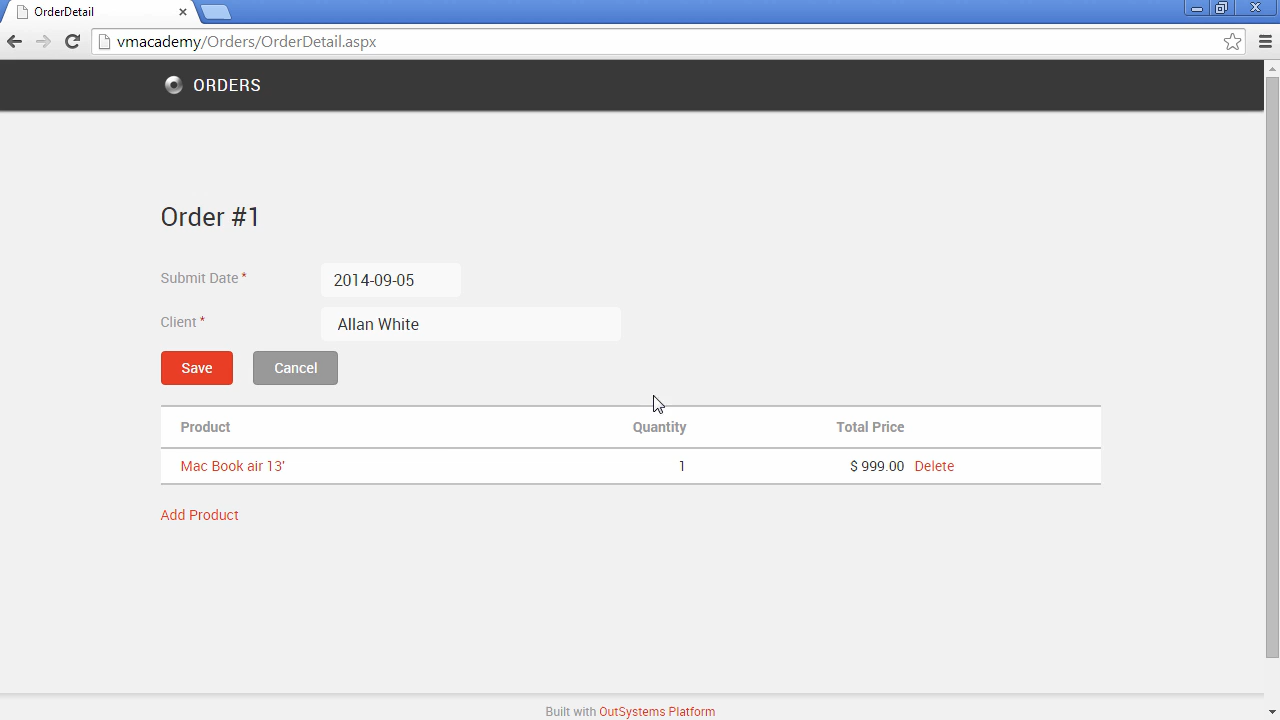 OrderDetail
vmacademy/Orders/OrderDetail.aspx
ORDERS
Order #1
Submit Date * 2014-09-05
Client * Allan White
Save Cancel
Product Quantity Total Price
Mac Book air 13' 1 $ 999.00 Delete
Add Product
Built with OutSystems Platform